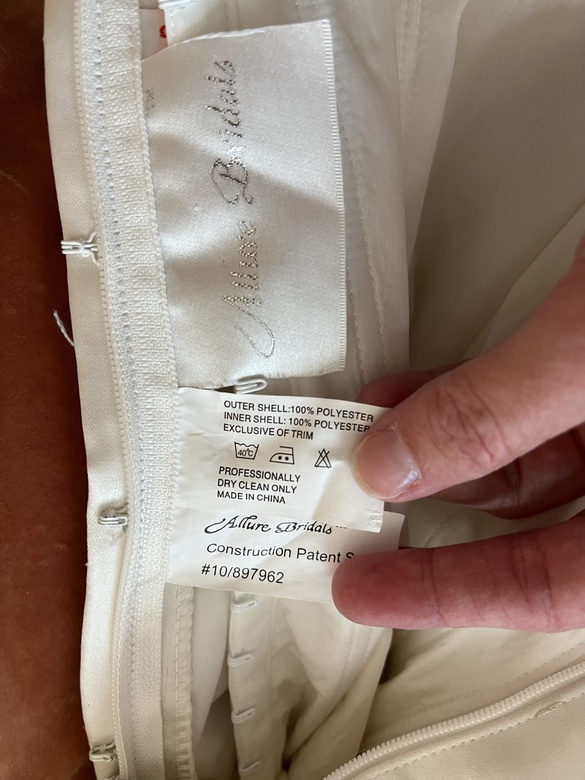 Allure Bridals
OUTER SHELL:100% POLYESTER
INNER SHELL: 100% POLYESTER
EXCLUSIVE OF TRIM
40°C
PROFESSIONALLY
DRY CLEAN ONLY
MADE IN CHINA
Allure Bridals™
Construction Patent S
#10/897962